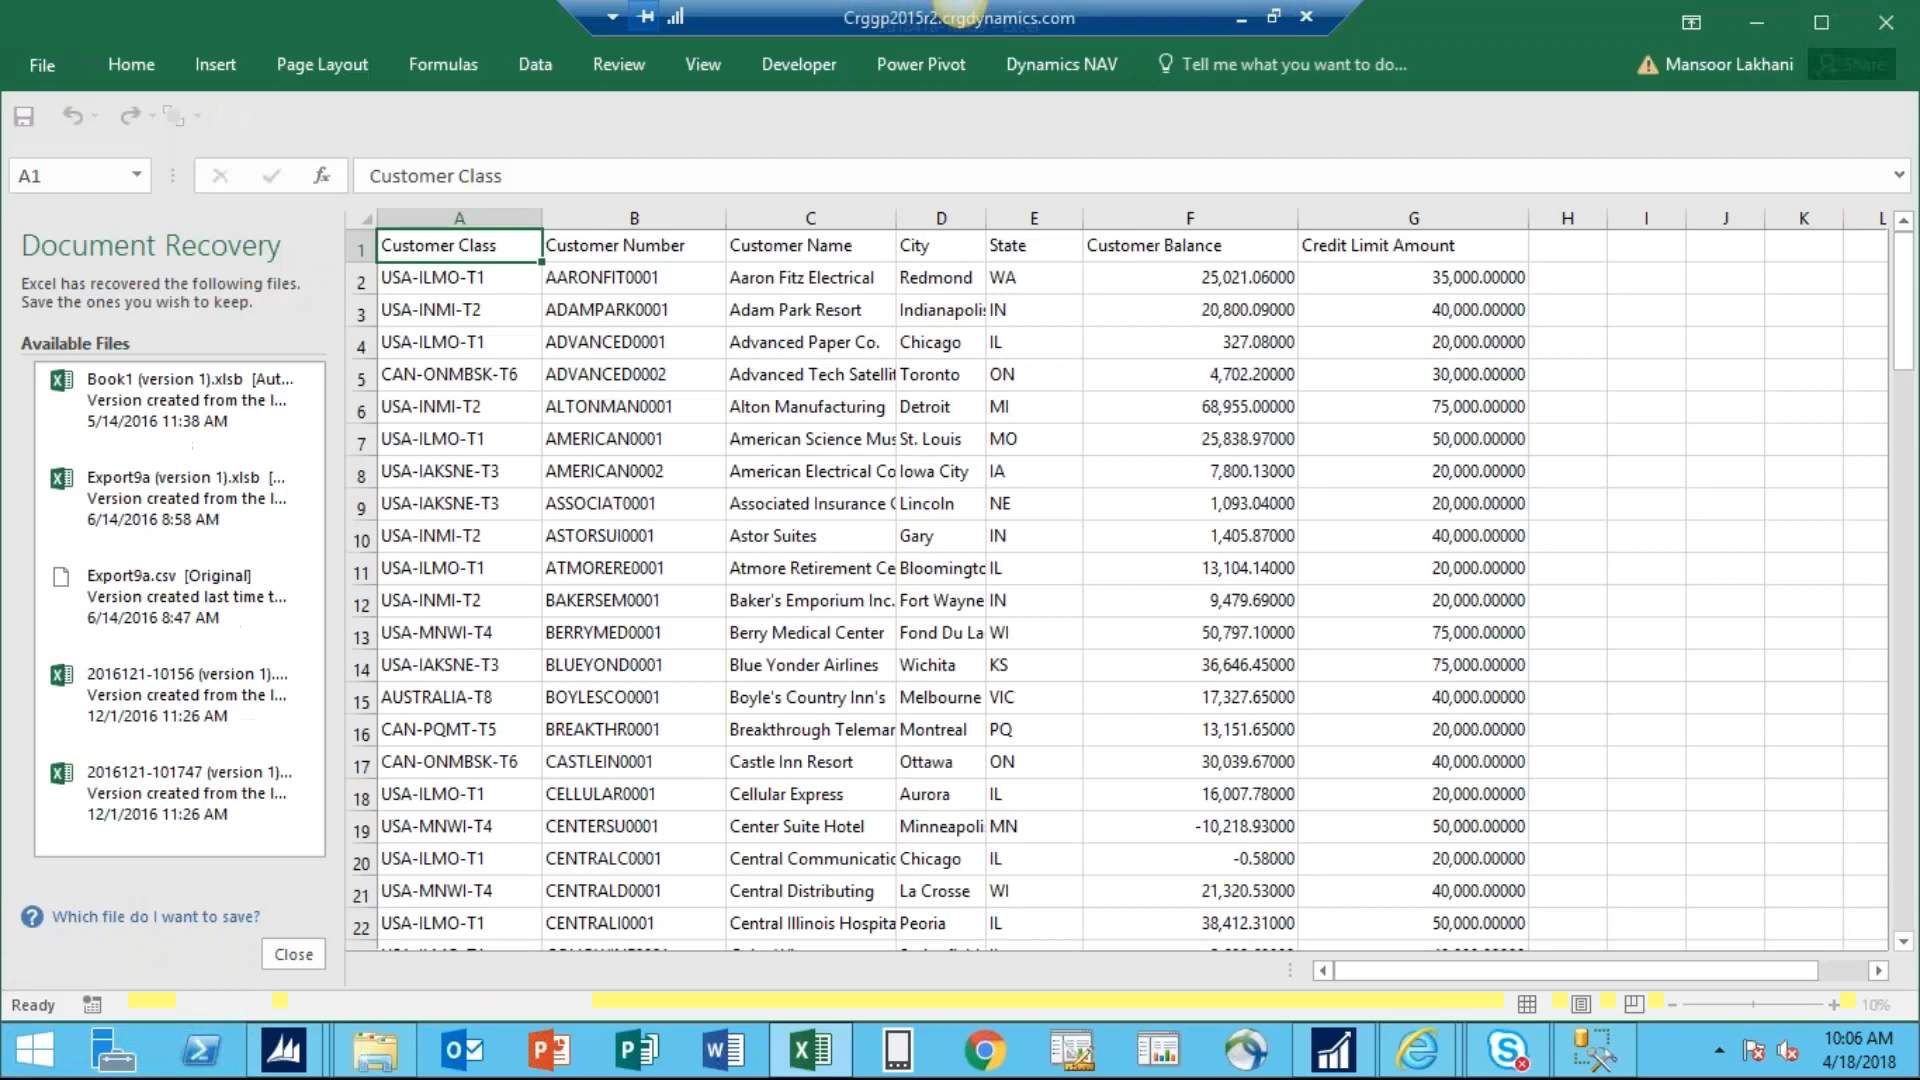 Crggp2015r2.crgdynamics.com
File Home Insert Page Layout Formulas Data Review View Developer Power Pivot Dynamics NAV Tell me what you want to do... Mansoor Lakhani Share
A1 fx Customer Class
Document Recovery
Excel has recovered the following files.
Save the ones you wish to keep.
Available Files
Book1 (version 1).xlsb [Aut...
Version created from the l...
5/14/2016 11:38 AM
Export9a (version 1).xlsb [...
Version created from the l...
6/14/2016 8:58 AM
Export9a.csv [Original]
Version created last time t...
6/14/2016 8:47 AM
2016121-10156 (version 1)....
Version created from the l...
12/1/2016 11:26 AM
2016121-101747 (version 1)...
Version created from the l...
12/1/2016 11:26 AM
Which file do I want to save?
Close
A B C D E F G H I J K L
1 Customer Class Customer Number Customer Name City State Customer Balance Credit Limit Amount
2 USA-ILMO-T1 AARONFIT0001 Aaron Fitz Electrical Redmond WA 25,021.06000 35,000.00000
3 USA-INMI-T2 ADAMPARK0001 Adam Park Resort Indianapolis IN 20,800.09000 40,000.00000
4 USA-ILMO-T1 ADVANCED0001 Advanced Paper Co. Chicago IL 327.08000 20,000.00000
5 CAN-ONMBSK-T6 ADVANCED0002 Advanced Tech Satellit Toronto ON 4,702.20000 30,000.00000
6 USA-INMI-T2 ALTONMAN0001 Alton Manufacturing Detroit MI 68,955.00000 75,000.00000
7 USA-ILMO-T1 AMERICAN0001 American Science Mus St. Louis MO 25,838.97000 50,000.00000
8 USA-IAKSNE-T3 AMERICAN0002 American Electrical Co Iowa City IA 7,800.13000 20,000.00000
9 USA-IAKSNE-T3 ASSOCIAT0001 Associated Insurance C Lincoln NE 1,093.04000 20,000.00000
10 USA-INMI-T2 ASTORSUI0001 Astor Suites Gary IN 1,405.87000 40,000.00000
11 USA-ILMO-T1 ATMORERE0001 Atmore Retirement Ce Bloomingto IL 13,104.14000 20,000.00000
12 USA-INMI-T2 BAKERSEM0001 Baker's Emporium Inc. Fort Wayne IN 9,479.69000 20,000.00000
13 USA-MNWI-T4 BERRYMED0001 Berry Medical Center Fond Du La WI 50,797.10000 75,000.00000
14 USA-IAKSNE-T3 BLUEYOND0001 Blue Yonder Airlines Wichita KS 36,646.45000 75,000.00000
15 AUSTRALIA-T8 BOYLESCO0001 Boyle's Country Inn's Melbourne VIC 17,327.65000 40,000.00000
16 CAN-PQMT-T5 BREAKTHR0001 Breakthrough Telemar Montreal PQ 13,151.65000 20,000.00000
17 CAN-ONMBSK-T6 CASTLEIN0001 Castle Inn Resort Ottawa ON 30,039.67000 40,000.00000
18 USA-ILMO-T1 CELLULAR0001 Cellular Express Aurora IL 16,007.78000 20,000.00000
19 USA-MNWI-T4 CENTERSU0001 Center Suite Hotel Minneapoli MN -10,218.93000 50,000.00000
20 USA-ILMO-T1 CENTRALC0001 Central Communicatio Chicago IL -0.58000 20,000.00000
21 USA-MNWI-T4 CENTRALD0001 Central Distributing La Crosse WI 21,320.53000 40,000.00000
22 USA-ILMO-T1 CENTRALI0001 Central Illinois Hospita Peoria IL 38,412.31000 50,000.00000
Ready 10%
10:06 AM
4/18/2018